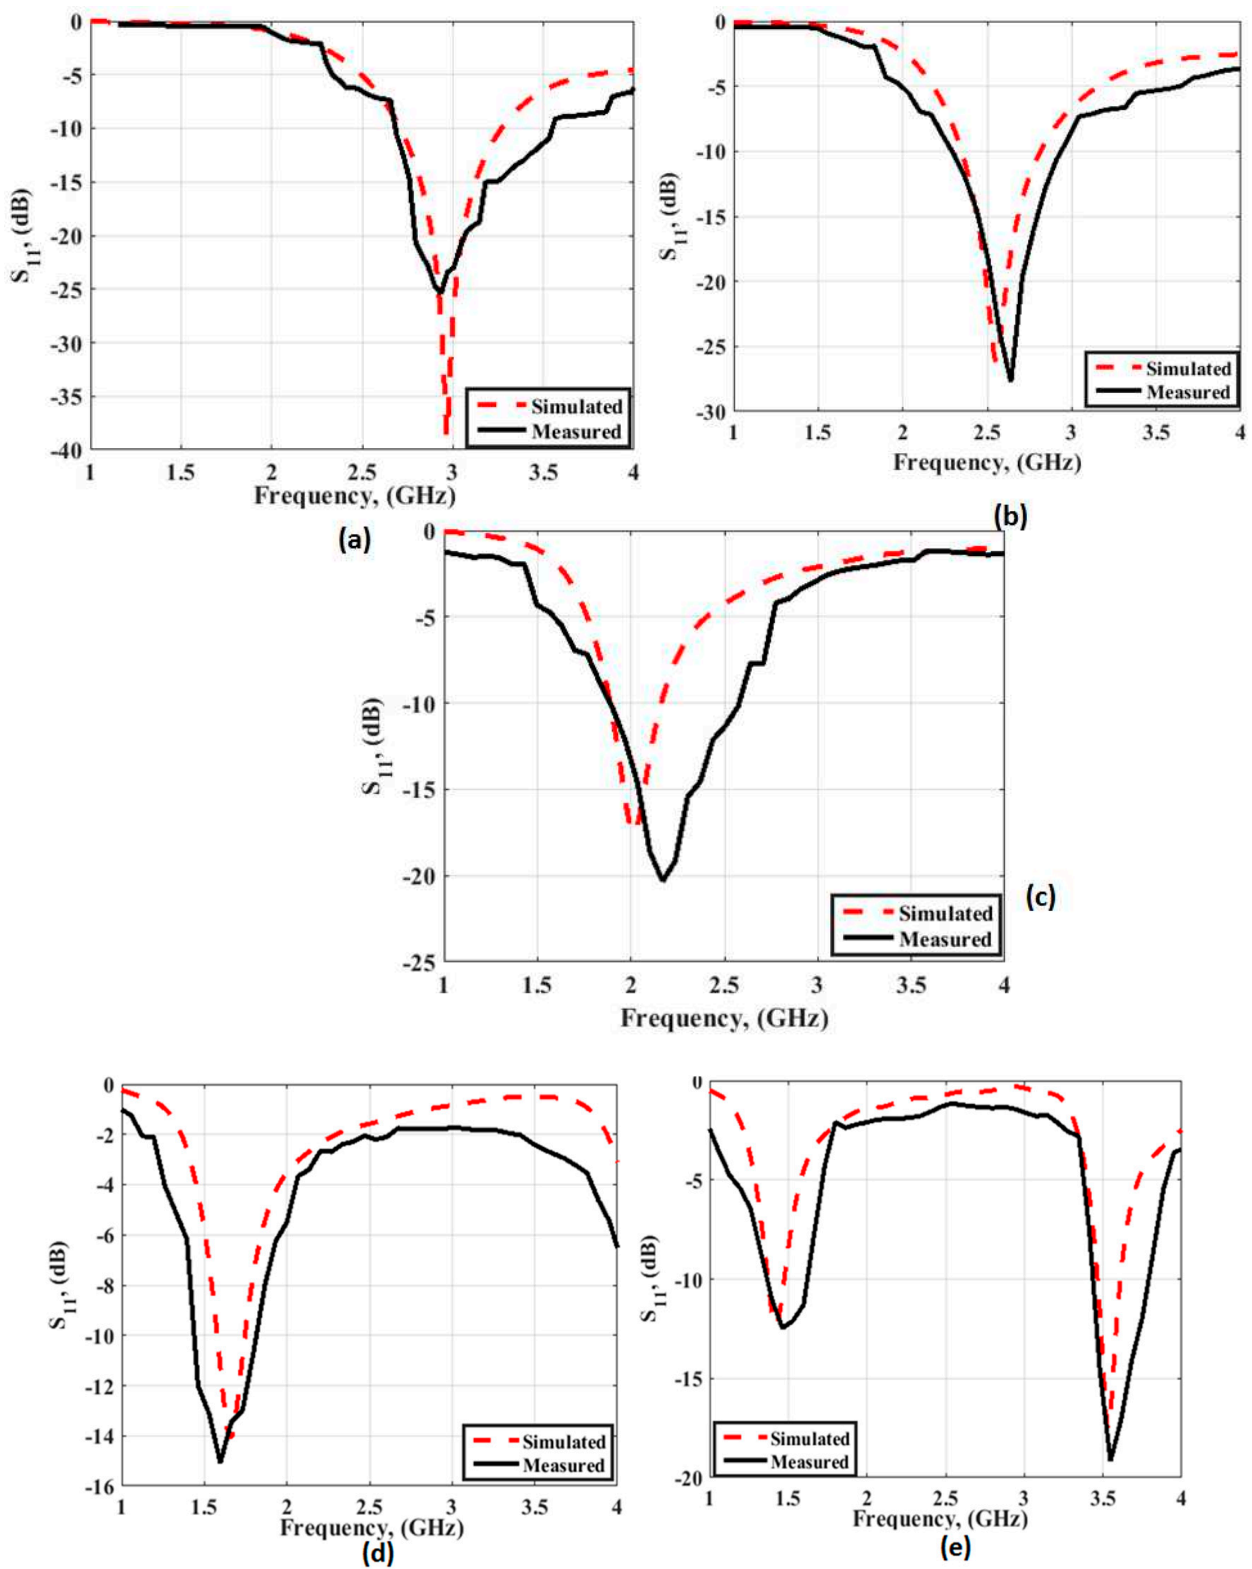 0
-5
-10
-15
-20
-25
-30
-35
-40
S11, (dB)
1 1.5 2 2.5 3 3.5 4
Frequency, (GHz)
Simulated
Measured
(a)
0
-5
-10
-15
-20
-25
-30
S11, (dB)
1 1.5 2 2.5 3 3.5 4
Frequency, (GHz)
Simulated
Measured
(b)
0
-5
-10
-15
-20
-25
S11, (dB)
1 1.5 2 2.5 3 3.5 4
Frequency, (GHz)
Simulated
Measured
(c)
0
-2
-4
-6
-8
-10
-12
-14
-16
S11, (dB)
1 1.5 2 2.5 3 3.5 4
Frequency, (GHz)
Simulated
Measured
(d)
0
-5
-10
-15
-20
S11, (dB)
1 1.5 2 2.5 3 3.5 4
Frequency, (GHz)
Simulated
Measured
(e)